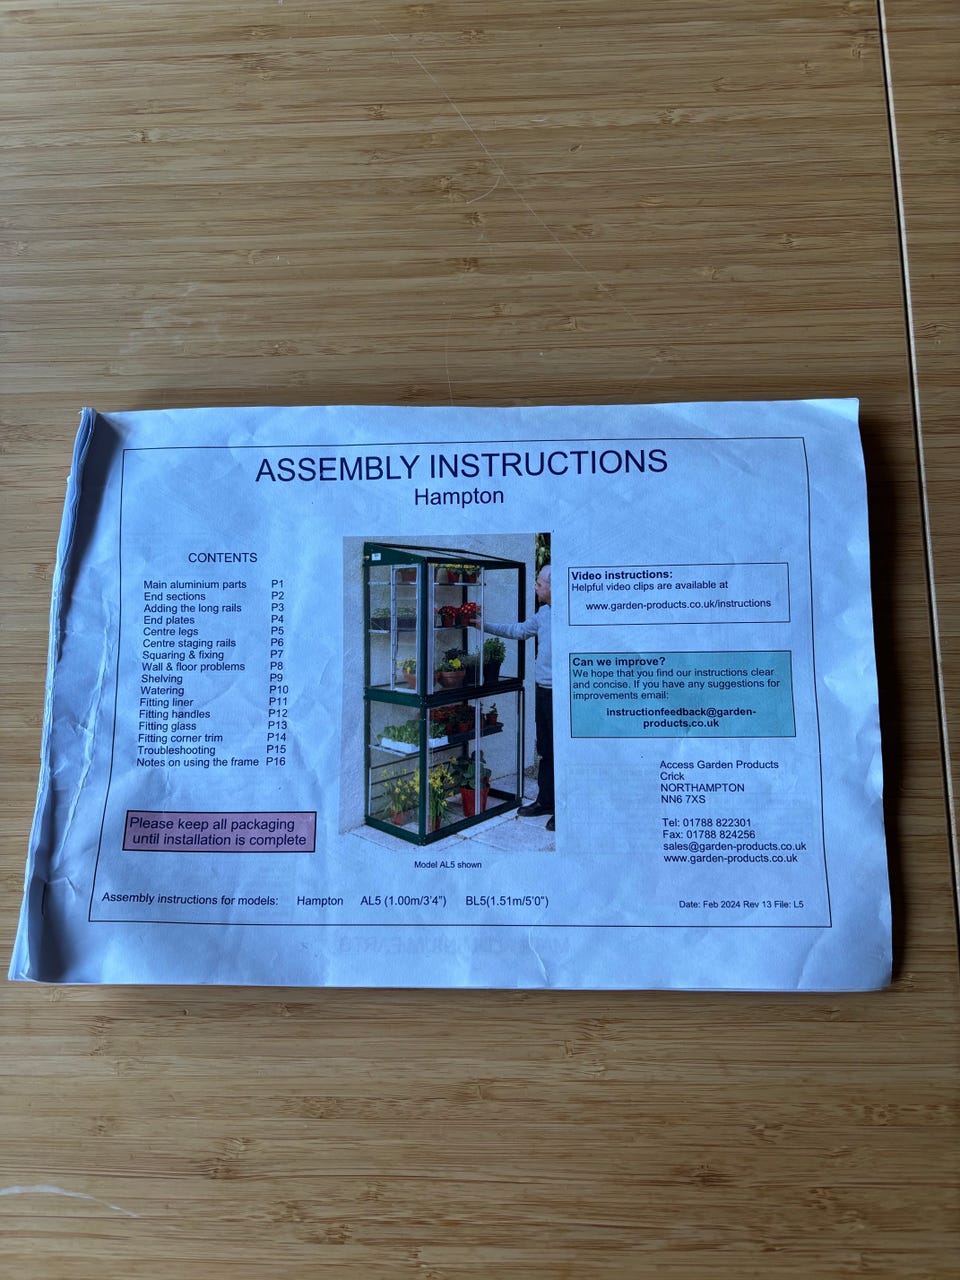 ASSEMBLY INSTRUCTIONS
Hampton
CONTENTS
Main aluminium parts P1
End sections P2
Adding the long rails P3
End plates P4
Centre legs P5
Centre staging rails P6
Squaring & fixing P7
Wall & floor problems P8
Shelving P9
Watering P10
Fitting liner P11
Fitting handles P12
Fitting glass P13
Fitting corner trim P14
Troubleshooting P15
Notes on using the frame P16
Please keep all packaging
until installation is complete
Model AL5 shown
Video instructions:
Helpful video clips are available at
www.garden-products.co.uk/instructions
Can we improve?
We hope that you find our instructions clear
and concise. If you have any suggestions for
improvements email:
instructionfeedback@garden-
products.co.uk
Access Garden Products
Crick
NORTHAMPTON
NN6 7XS
Tel: 01788 822301
Fax: 01788 824256
sales@garden-products.co.uk
www.garden-products.co.uk
Assembly instructions for models: Hampton AL5 (1.00m/3'4") BL5(1.51m/5'0")
Date: Feb 2024 Rev 13 File: L5